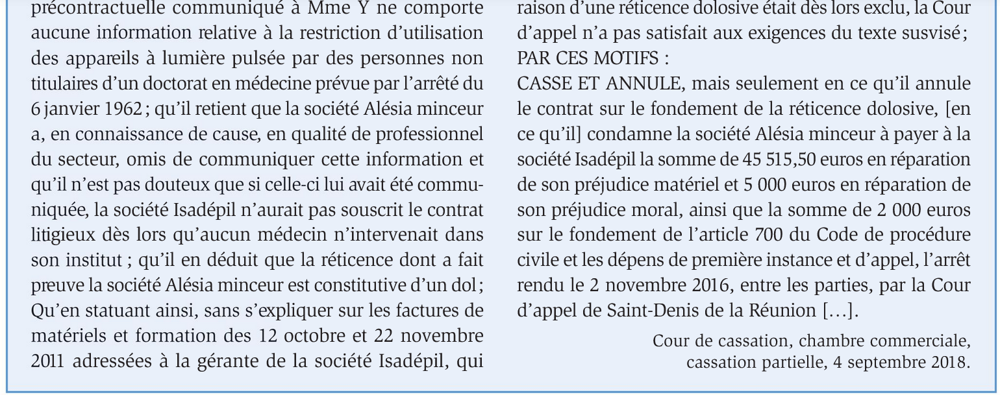 précontractuelle communiqué à Mme Y ne comporte
aucune information relative à la restriction d’utilisation
des appareils à lumière pulsée par des personnes non
titulaires d’un doctorat en médecine prévue par l’arrêté du
6 janvier 1962 ; qu’il retient que la société Alésia minceur
a, en connaissance de cause, en qualité de professionnel
du secteur, omis de communiquer cette information et
qu’il n’est pas douteux que si celle-ci lui avait été commu-
niquée, la société Isadépil n’aurait pas souscrit le contrat
litigieux dès lors qu’aucun médecin n’intervenait dans
son institut ; qu’il en déduit que la réticence dont a fait
preuve la société Alésia minceur est constitutive d’un dol ;
Qu’en statuant ainsi, sans s’expliquer sur les factures de
matériels et formation des 12 octobre et 22 novembre
2011 adressées à la gérante de la société Isadépil, qui
raison d’une réticence dolosive était dès lors exclu, la Cour
d’appel n’a pas satisfait aux exigences du texte susvisé ;
PAR CES MOTIFS :
CASSE ET ANNULE, mais seulement en ce qu’il annule
le contrat sur le fondement de la réticence dolosive, [en
ce qu’il] condamne la société Alésia minceur à payer à la
société Isadépil la somme de 45 515,50 euros en réparation
de son préjudice matériel et 5 000 euros en réparation de
son préjudice moral, ainsi que la somme de 2 000 euros
sur le fondement de l’article 700 du Code de procédure
civile et les dépens de première instance et d’appel, l’arrêt
rendu le 2 novembre 2016, entre les parties, par la Cour
d’appel de Saint-Denis de la Réunion […].
Cour de cassation, chambre commerciale,
cassation partielle, 4 septembre 2018.